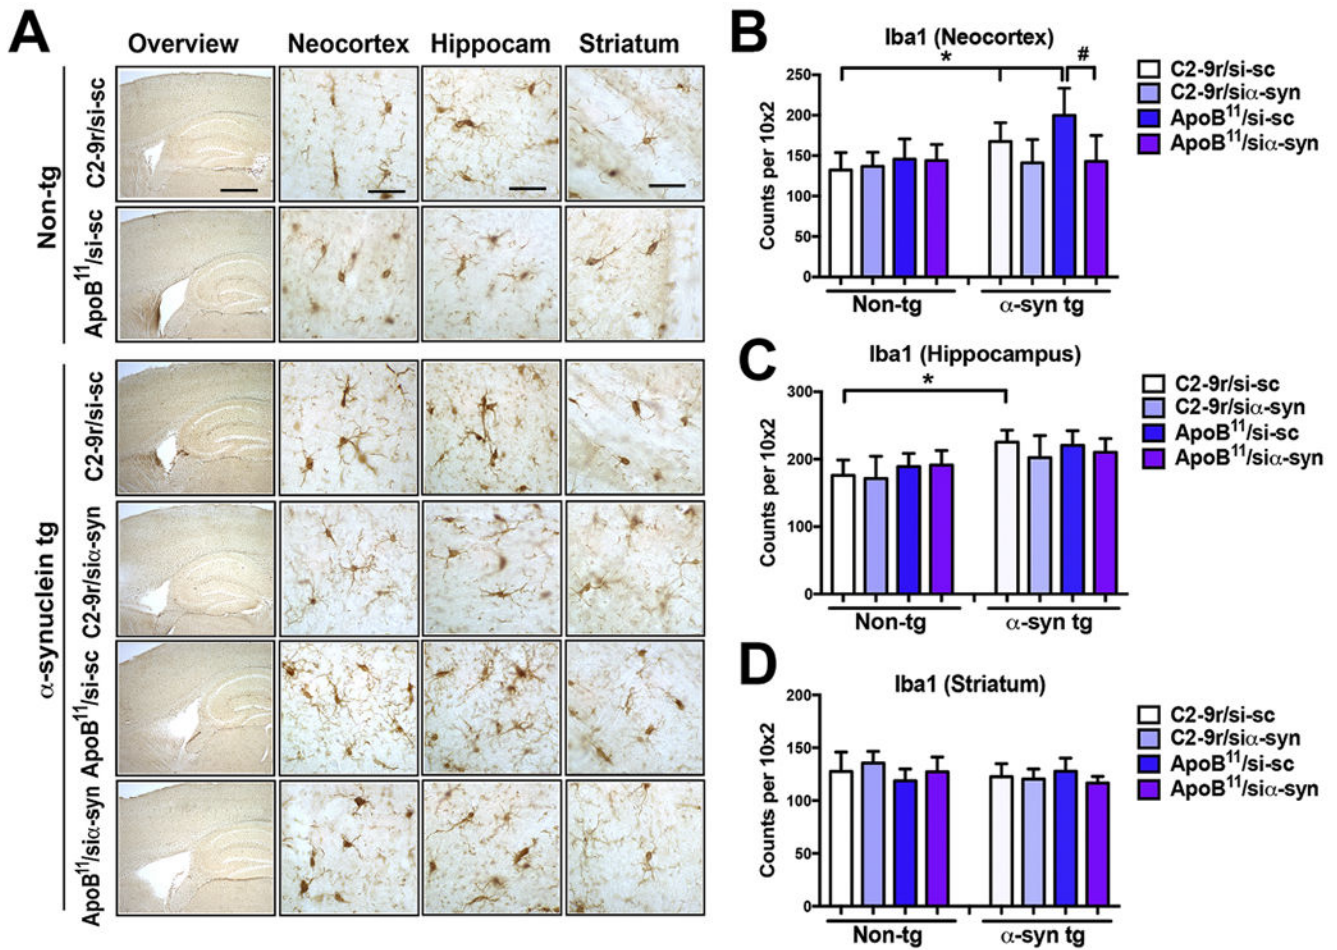 A
Overview Neocortex Hippocam Striatum
Non-tg
C2-9r/si-sc
ApoB¹¹/si-sc
α-synuclein tg
C2-9r/si-sc
C2-9r/siα-syn
ApoB¹¹/si-sc
ApoB¹¹/siα-syn
B
Iba1 (Neocortex)
* #
Counts per 10x2
250
200
150
100
50
0
Non-tg α-syn tg
C2-9r/si-sc
C2-9r/siα-syn
ApoB¹¹/si-sc
ApoB¹¹/siα-syn
C
Iba1 (Hippocampus)
*
Counts per 10x2
300
200
100
0
Non-tg α-syn tg
C2-9r/si-sc
C2-9r/siα-syn
ApoB¹¹/si-sc
ApoB¹¹/siα-syn
D
Iba1 (Striatum)
Counts per 10x2
200
150
100
50
0
Non-tg α-syn tg
C2-9r/si-sc
C2-9r/siα-syn
ApoB¹¹/si-sc
ApoB¹¹/siα-syn